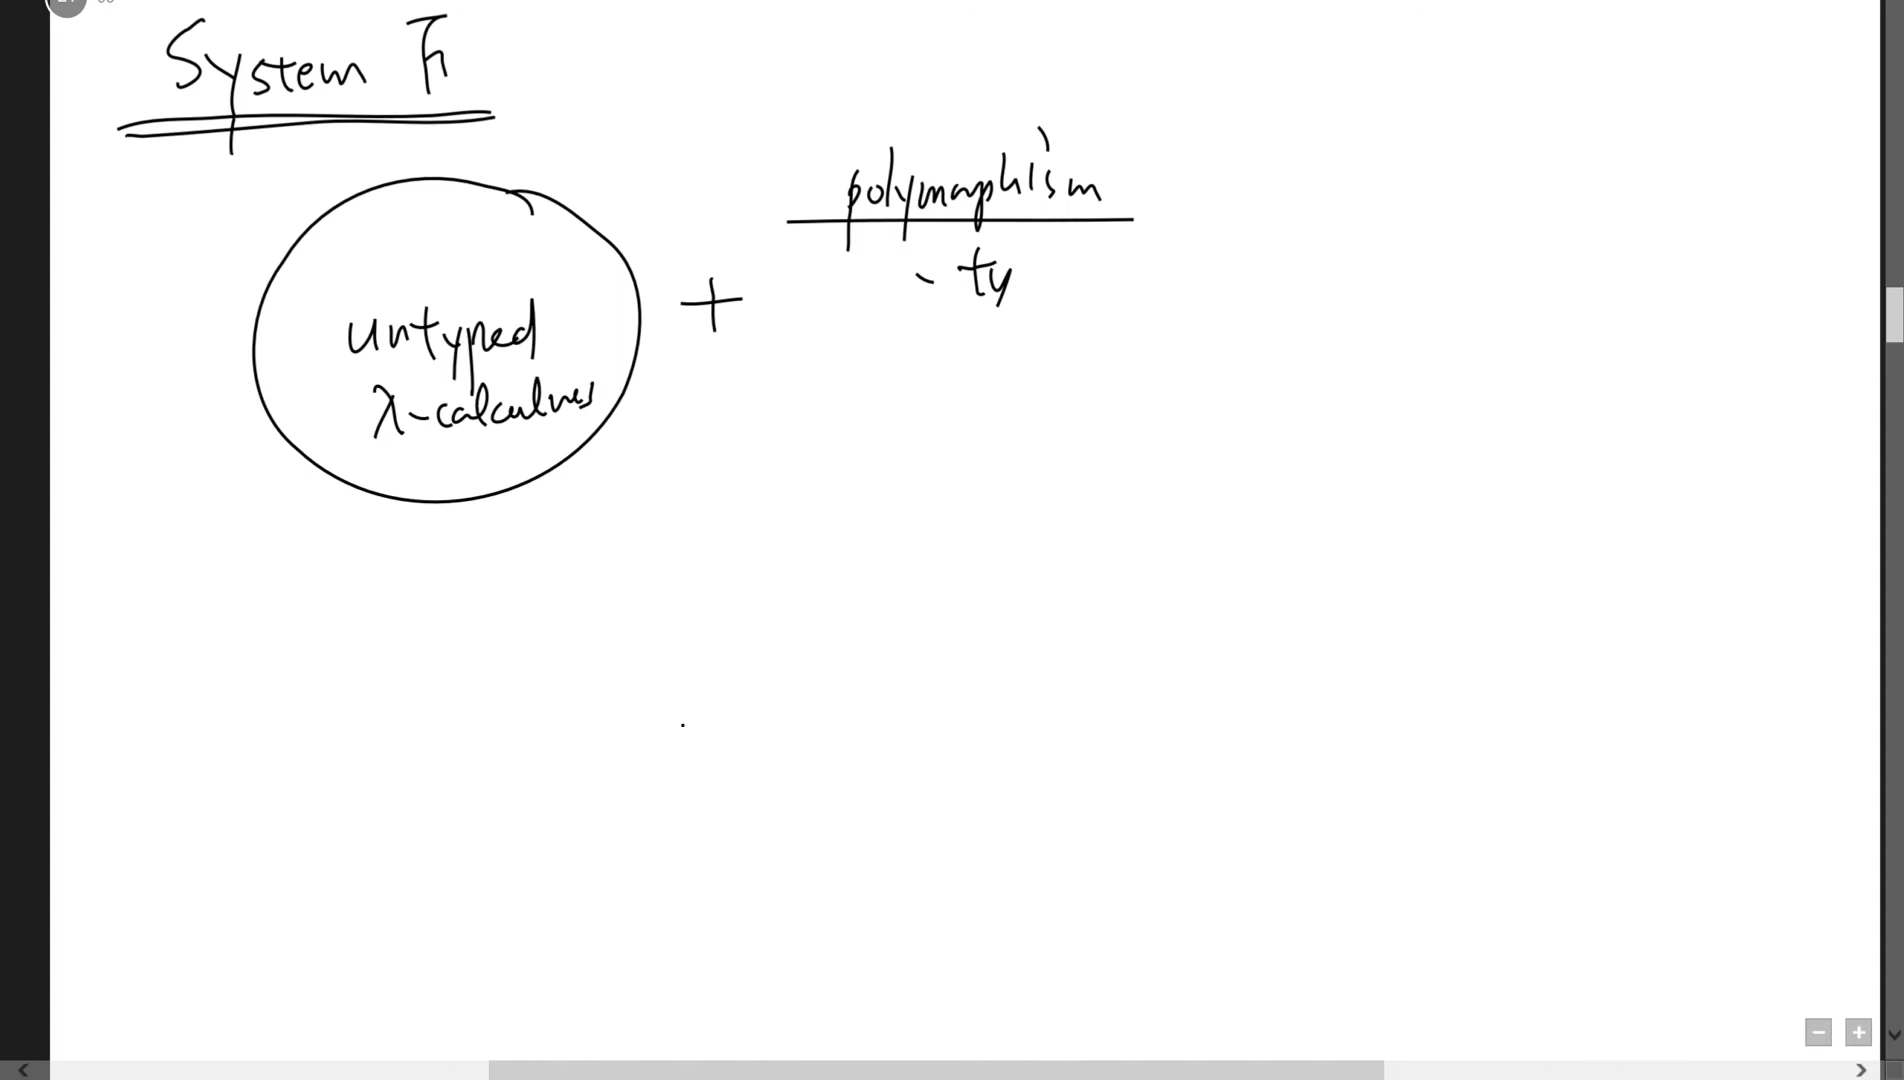 System F
polymorphism
+ - ty
untyped
λ-calculus